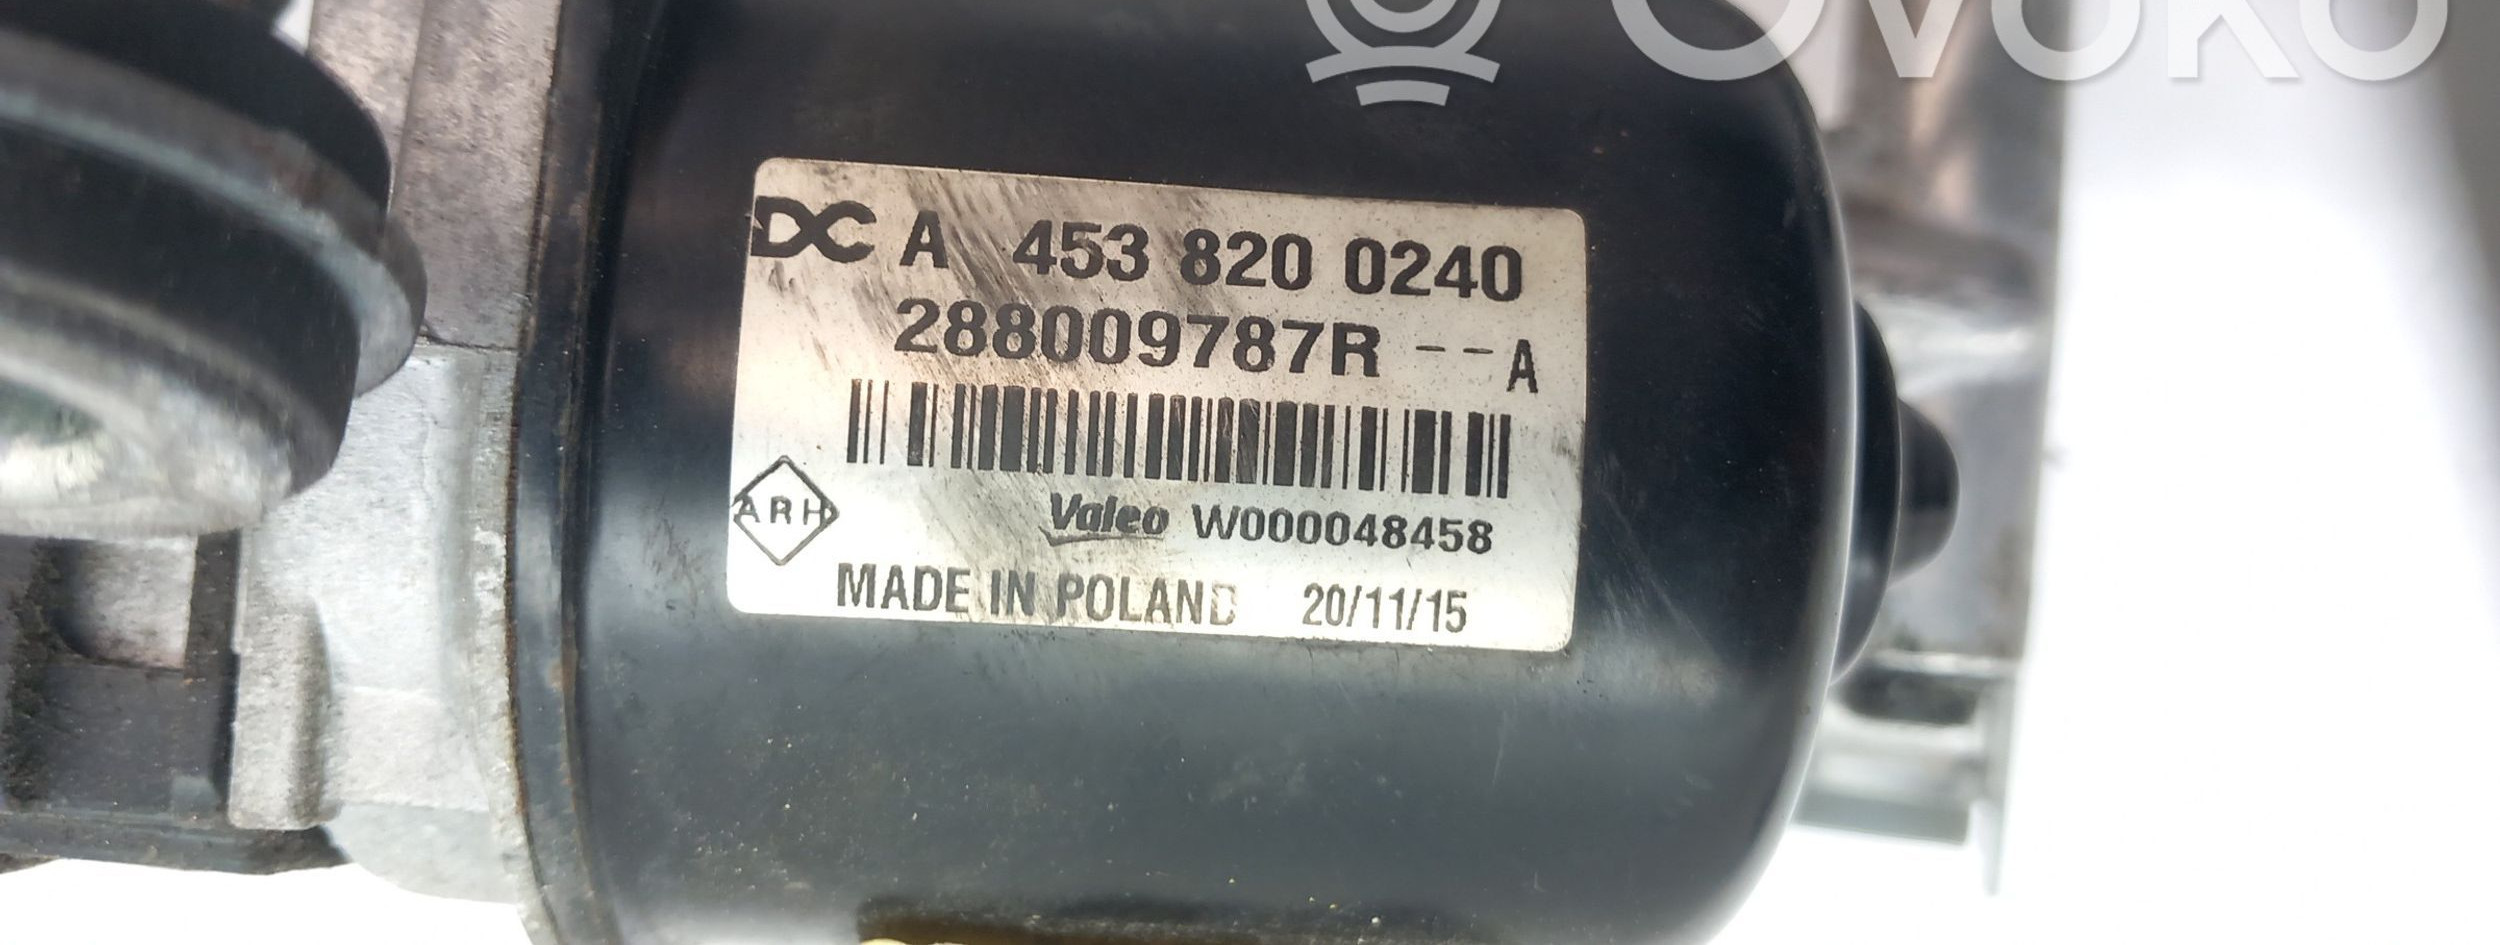 OVOKO
DC A 453 820 0240
288009787R --A
ARH
Valeo W000048458
MADE IN POLAND 20/11/15